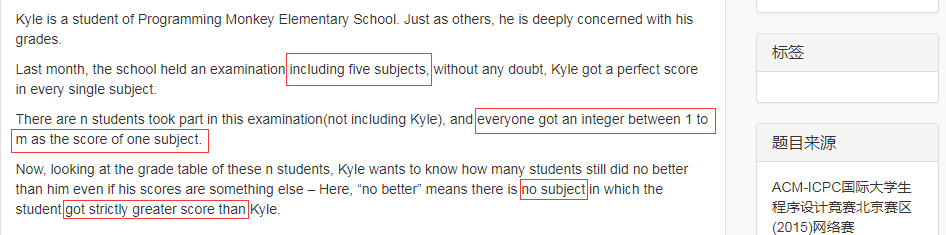 Kyle is a student of Programming Monkey Elementary School. Just as others, he is deeply concerned with his
grades.
Last month, the school held an examination including five subjects, without any doubt, Kyle got a perfect score
in every single subject.
There are n students took part in this examination(not including Kyle), and everyone got an integer between 1 to
m as the score of one subject.
Now, looking at the grade table of these n students, Kyle wants to know how many students still did no better
than him even if his scores are something else – Here, “no better” means there is no subject in which the
student got strictly greater score than Kyle.
标签
题目来源
ACM-ICPC国际大学生
程序设计竞赛北京赛区
(2015)网络赛